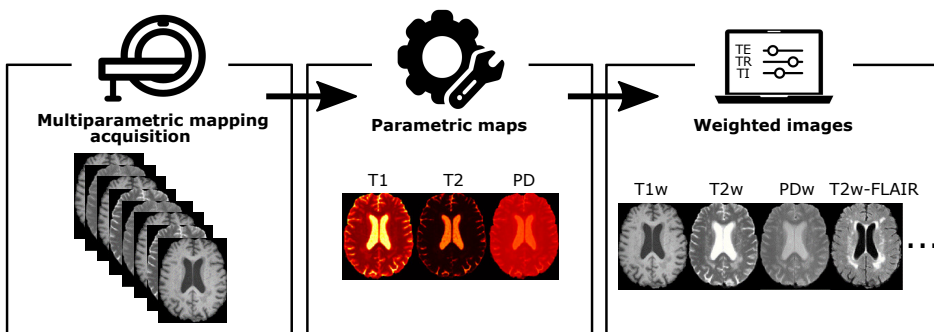 Multiparametric mapping
acquisition
Parametric maps
T1 T2 PD
TE
TR
TI
Weighted images
T1w T2w PDw T2w-FLAIR
...